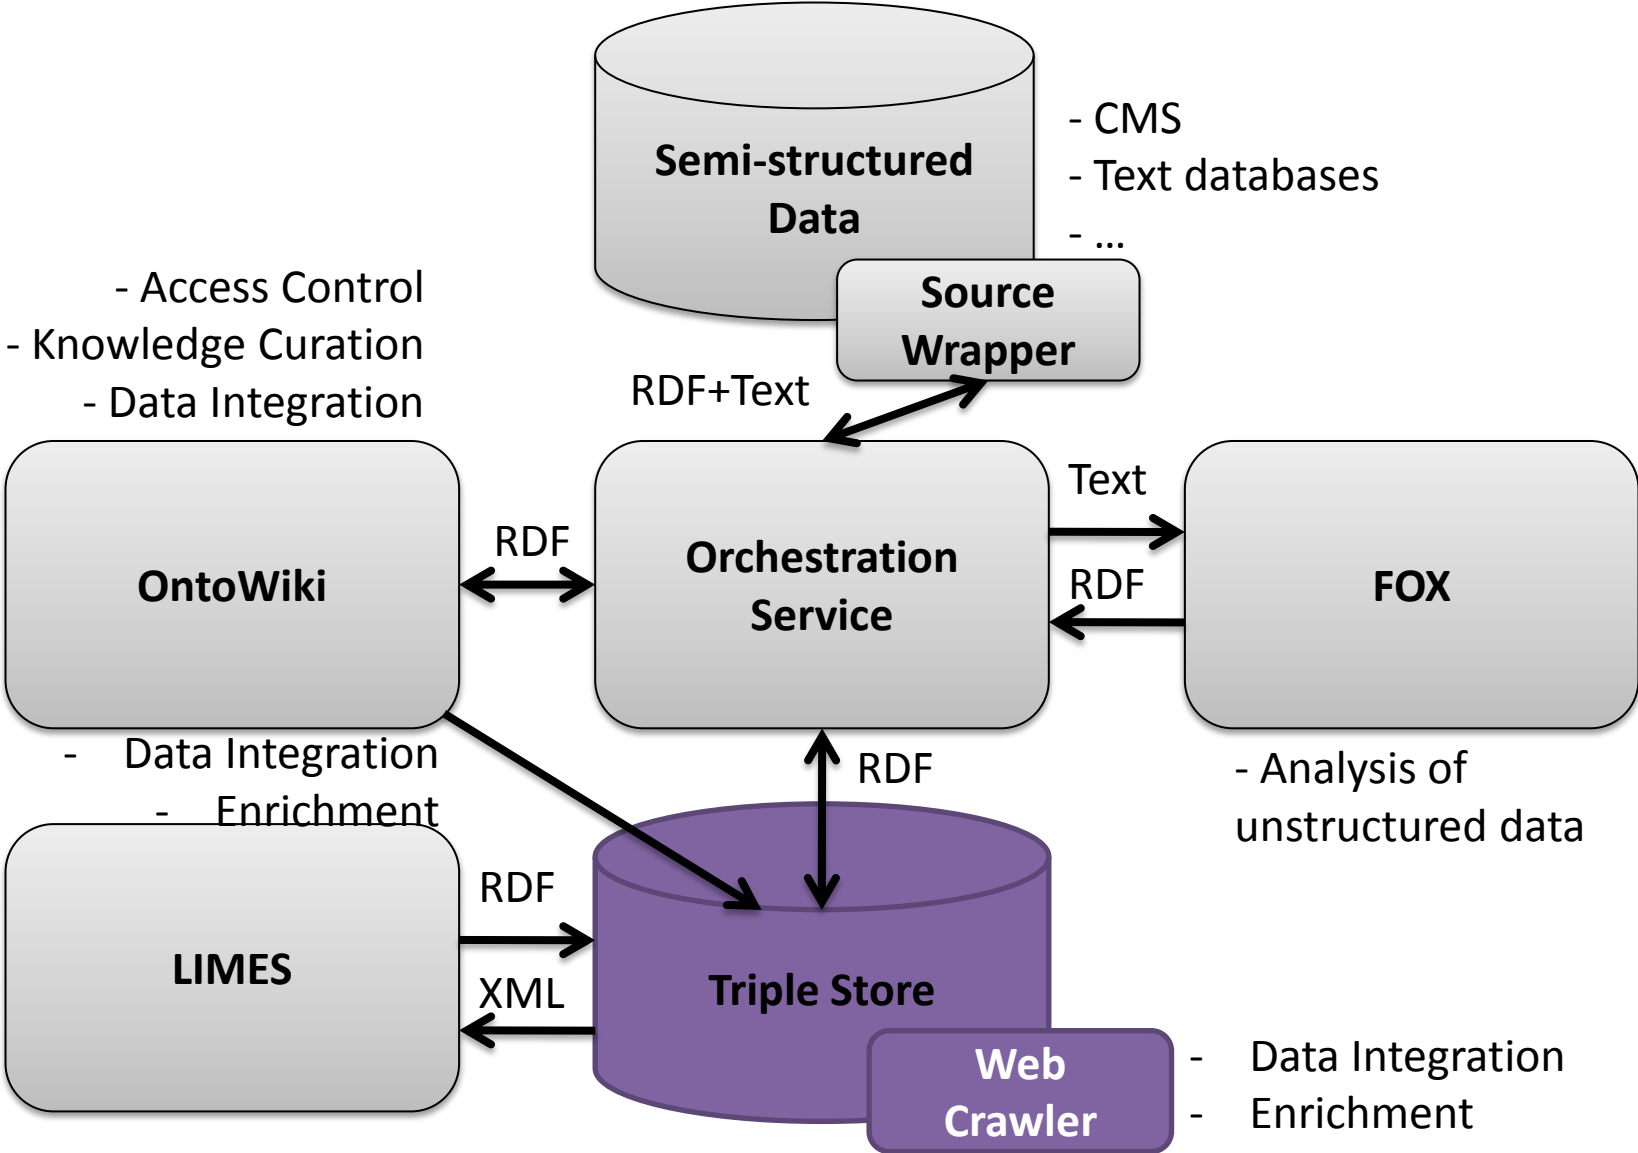 Semi-structured
Data
- CMS
- Text databases
- ...
Source
Wrapper
- Access Control
- Knowledge Curation
- Data Integration
RDF+Text
OntoWiki
RDF
Orchestration
Service
Text
RDF
FOX
- Data Integration
- Enrichment
RDF
- Analysis of
unstructured data
LIMES
RDF
XML
Triple Store
Web
Crawler
- Data Integration
- Enrichment